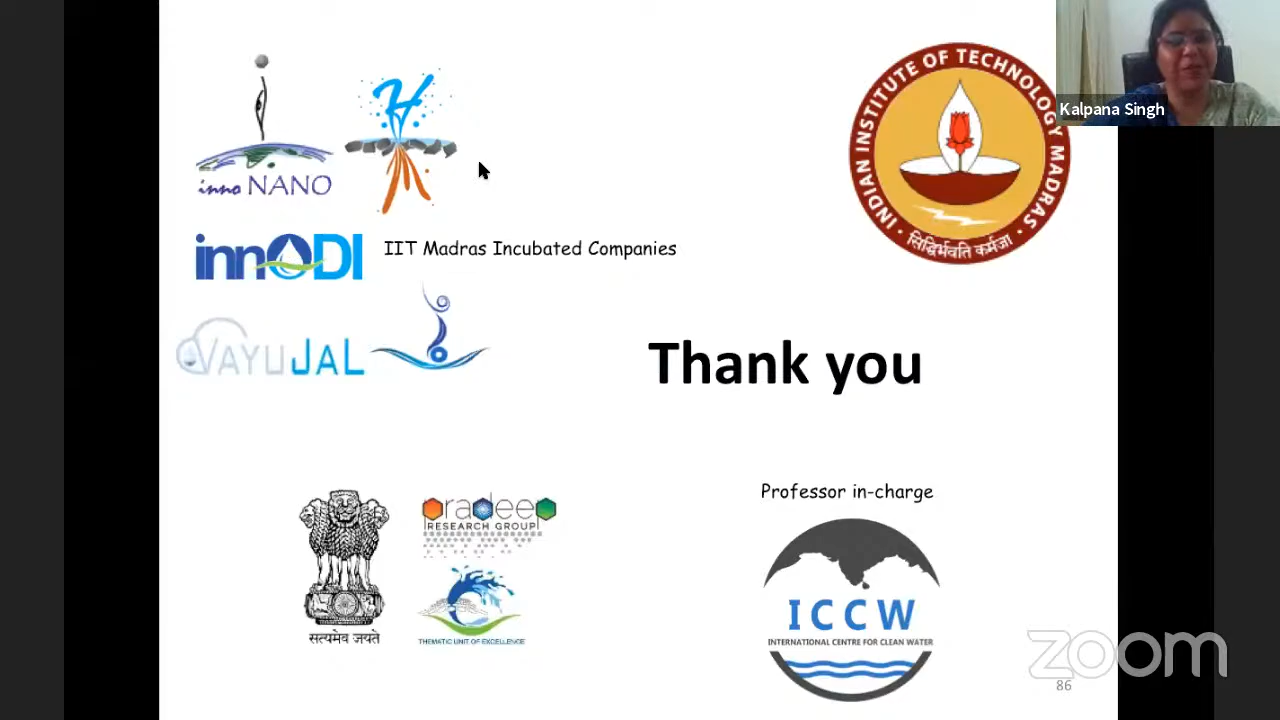 INDIAN INSTITUTE OF TECHNOLOGY MADRAS
सिद्धिर्भवति कर्मजा
Kalpana Singh
inno NANO
innODI
IIT Madras Incubated Companies
VAYUJAL
Thank you
Professor in-charge
pradeep
RESEARCH GROUP
सत्यमेव जयते
THEMATIC UNIT OF EXCELLENCE
ICCW
INTERNATIONAL CENTRE FOR CLEAN WATER
zoom
86